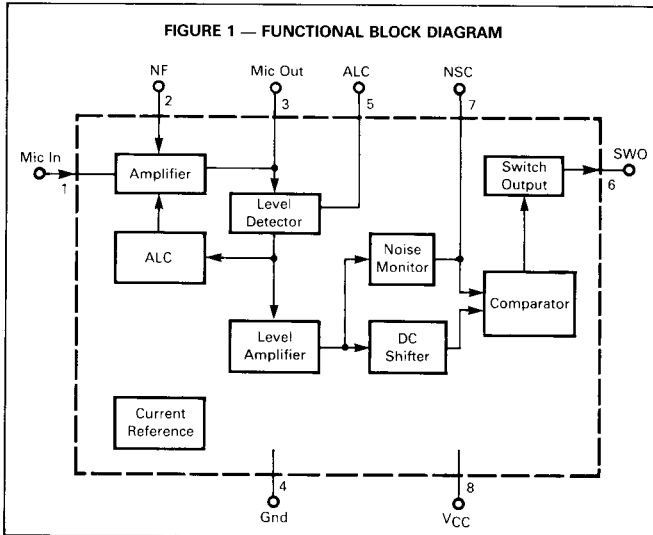 FIGURE 1 — FUNCTIONAL BLOCK DIAGRAM
NF
Mic Out
ALC
NSC
2
3
5
7
Mic In
1
Amplifier
Switch
Output
SWO
6
Level
Detector
ALC
Noise
Monitor
Comparator
Level
Amplifier
DC
Shifter
Current
Reference
4
8
Gnd
VCC